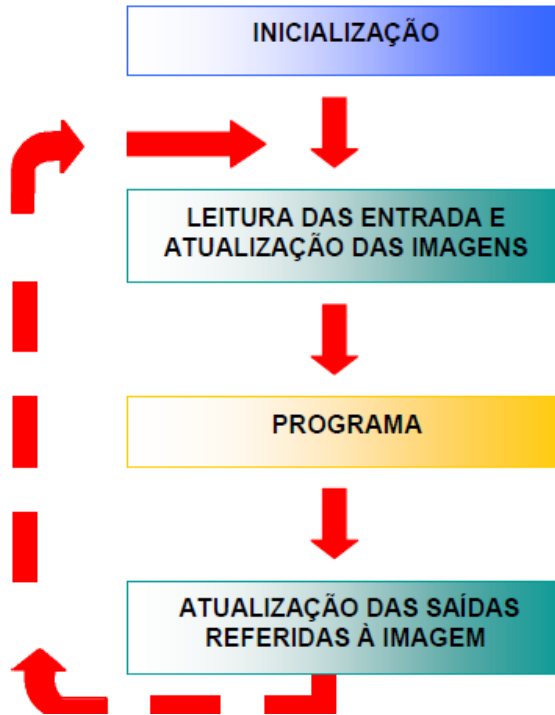 INICIALIZAÇÃO
LEITURA DAS ENTRADA E
ATUALIZAÇÃO DAS IMAGENS
PROGRAMA
ATUALIZAÇÃO DAS SAÍDAS
REFERIDAS À IMAGEM